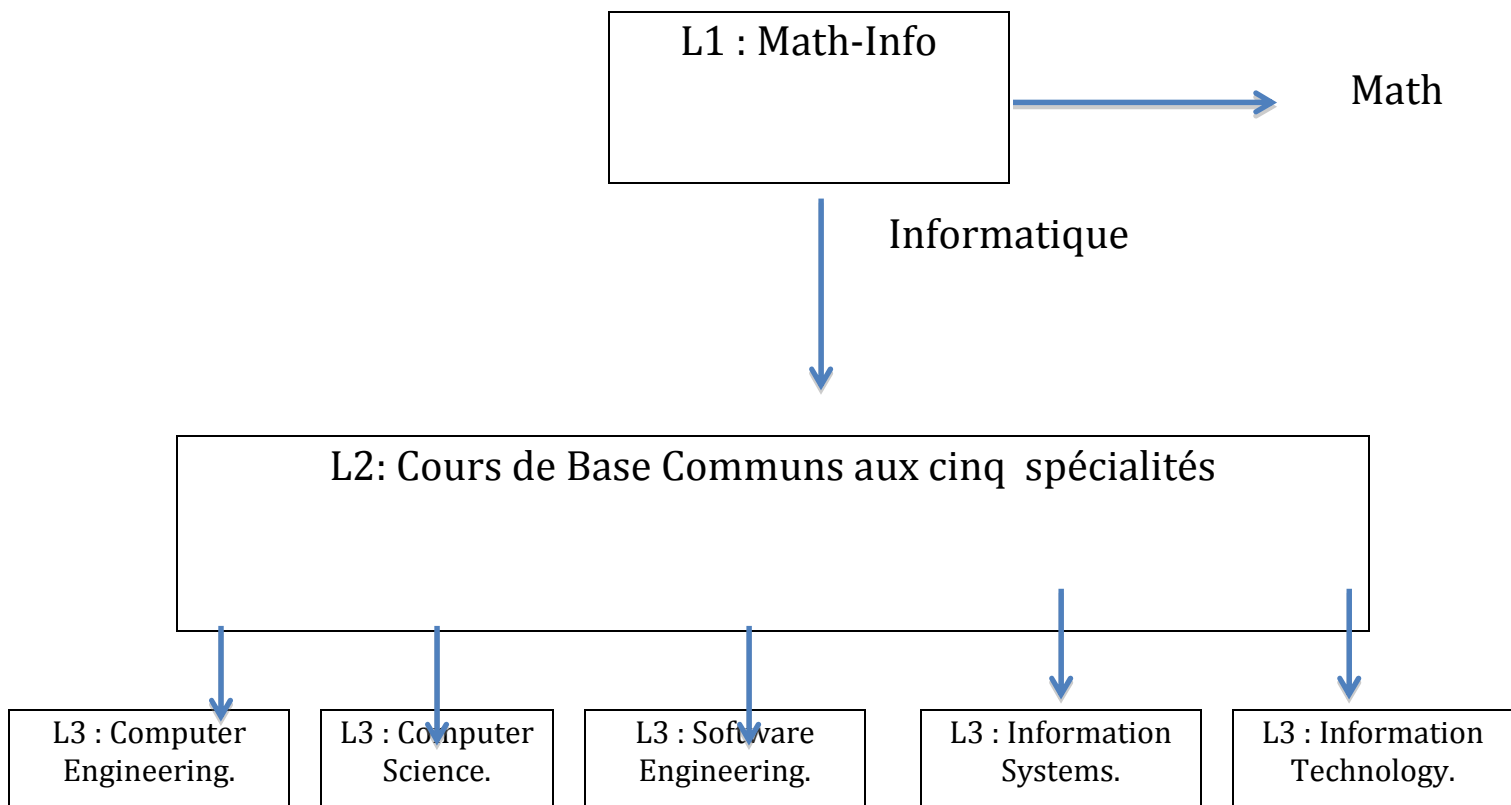 L1 : Math-Info
Math
Informatique
L2: Cours de Base Communs aux cinq spécialités
L3 : Computer
Engineering.
L3 : Computer
Science.
L3 : Software
Engineering.
L3 : Information
Systems.
L3 : Information
Technology.